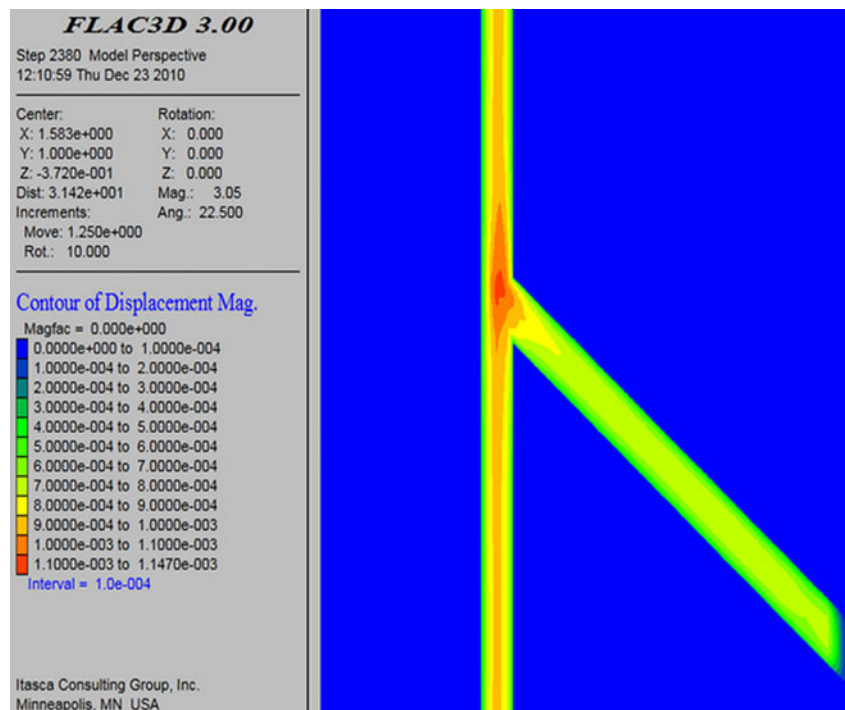 FLAC3D 3.00
Step 2380 Model Perspective
12:10:59 Thu Dec 23 2010
Center: Rotation:
X: 1.583e+000 X: 0.000
Y: 1.000e+000 Y: 0.000
Z: -3.720e-001 Z: 0.000
Dist: 3.142e+001 Mag.: 3.05
Increments: Ang.: 22.500
Move: 1.250e+000
Rot.: 10.000
Contour of Displacement Mag.
Magfac = 0.000e+000
0.0000e+000 to 1.0000e-004
1.0000e-004 to 2.0000e-004
2.0000e-004 to 3.0000e-004
3.0000e-004 to 4.0000e-004
4.0000e-004 to 5.0000e-004
5.0000e-004 to 6.0000e-004
6.0000e-004 to 7.0000e-004
7.0000e-004 to 8.0000e-004
8.0000e-004 to 9.0000e-004
9.0000e-004 to 1.0000e-003
1.0000e-003 to 1.1000e-003
1.1000e-003 to 1.1470e-003
Interval = 1.0e-004
Itasca Consulting Group, Inc.
Minneapolis, MN USA